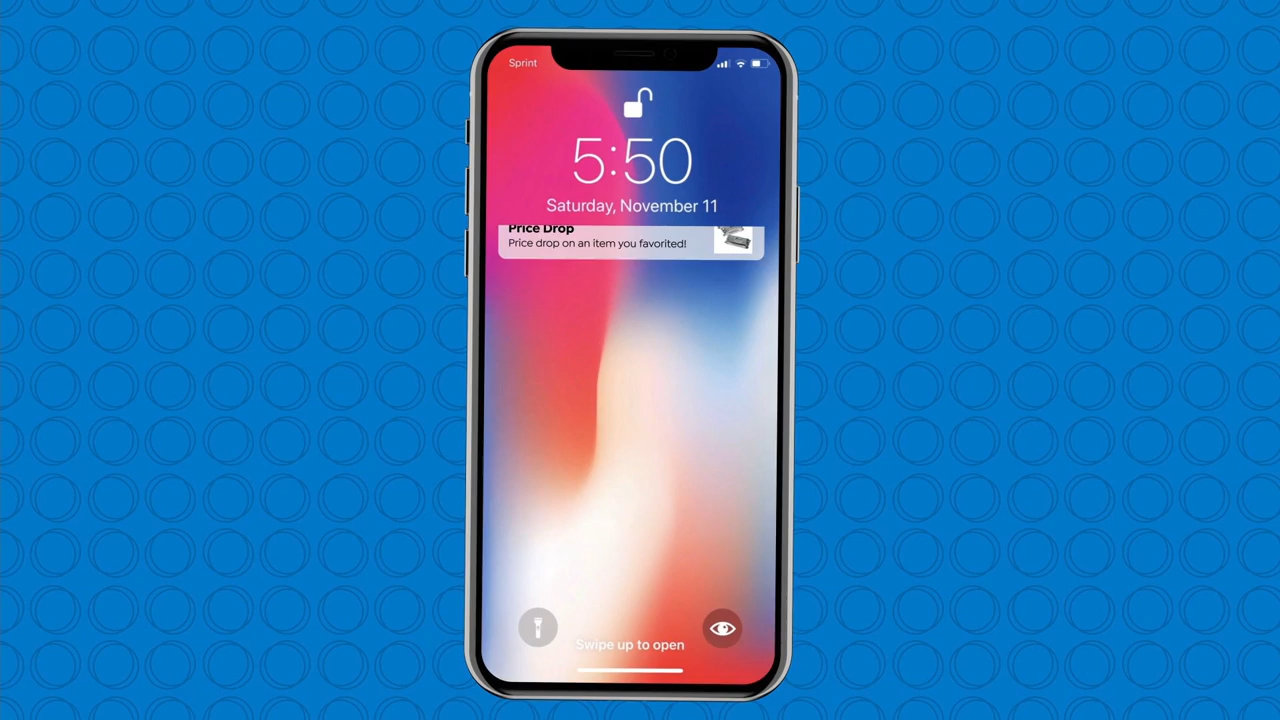 Sprint
5:50
Saturday, November 11
Price Drop
Price drop on an item you favorited!
Swipe up to open